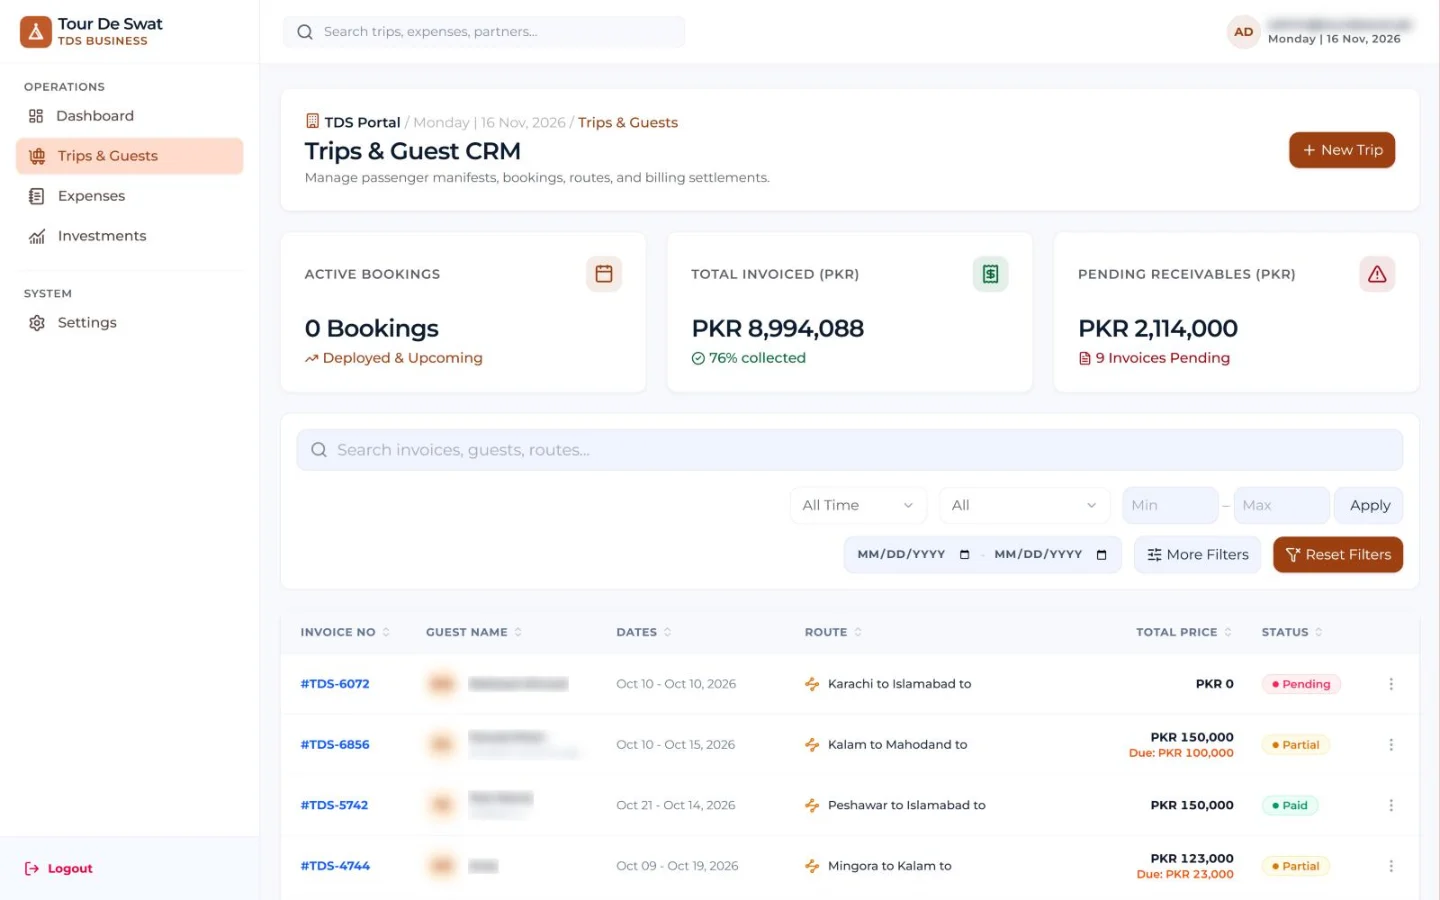 Tour De Swat
TDS BUSINESS
Search trips, expenses, partners...
AD
Monday | 16 Nov, 2026
OPERATIONS
Dashboard
Trips & Guests
Expenses
Investments
SYSTEM
Settings
Logout
TDS Portal / Monday | 16 Nov, 2026 / Trips & Guests
Trips & Guest CRM
Manage passenger manifests, bookings, routes, and billing settlements.
+ New Trip
ACTIVE BOOKINGS
0 Bookings
Deployed & Upcoming
TOTAL INVOICED (PKR)
PKR 8,994,088
76% collected
PENDING RECEIVABLES (PKR)
PKR 2,114,000
9 Invoices Pending
Search invoices, guests, routes...
All Time
All
Min – Max
Apply
MM/DD/YYYY - MM/DD/YYYY
More Filters
Reset Filters
INVOICE NO GUEST NAME DATES ROUTE TOTAL PRICE STATUS
#TDS-6072 Oct 10 - Oct 10, 2026 Karachi to Islamabad to PKR 0 Pending
#TDS-6856 Oct 10 - Oct 15, 2026 Kalam to Mahodand to PKR 150,000 Partial
Due: PKR 100,000
#TDS-5742 Oct 21 - Oct 14, 2026 Peshawar to Islamabad to PKR 150,000 Paid
#TDS-4744 Oct 09 - Oct 19, 2026 Mingora to Kalam to PKR 123,000 Partial
Due: PKR 23,000